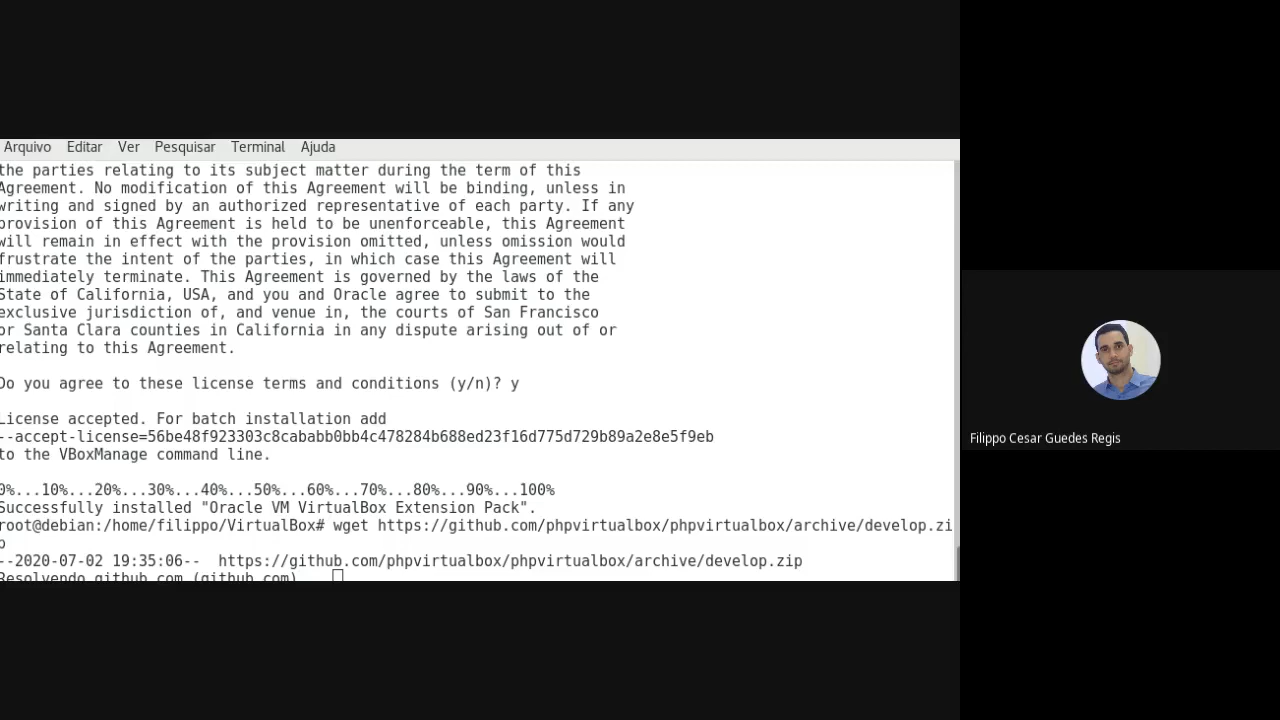 Arquivo Editar Ver Pesquisar Terminal Ajuda
the parties relating to its subject matter during the term of this
Agreement. No modification of this Agreement will be binding, unless in
writing and signed by an authorized representative of each party. If any
provision of this Agreement is held to be unenforceable, this Agreement
will remain in effect with the provision omitted, unless omission would
frustrate the intent of the parties, in which case this Agreement will
immediately terminate. This Agreement is governed by the laws of the
State of California, USA, and you and Oracle agree to submit to the
exclusive jurisdiction of, and venue in, the courts of San Francisco
or Santa Clara counties in California in any dispute arising out of or
relating to this Agreement.
Do you agree to these license terms and conditions (y/n)? y
License accepted. For batch installation add
--accept-license=56be48f923303c8cababb0bb4c478284b688ed23f16d775d729b89a2e8e5f9eb
to the VBoxManage command line.
0%...10%...20%...30%...40%...50%...60%...70%...80%...90%...100%
Successfully installed "Oracle VM VirtualBox Extension Pack".
root@debian:/home/filippo/VirtualBox# wget https://github.com/phpvirtualbox/phpvirtualbox/archive/develop.zi
p
--2020-07-02 19:35:06--  https://github.com/phpvirtualbox/phpvirtualbox/archive/develop.zip
Resolvendo github.com (github.com)...
Filippo Cesar Guedes Regis